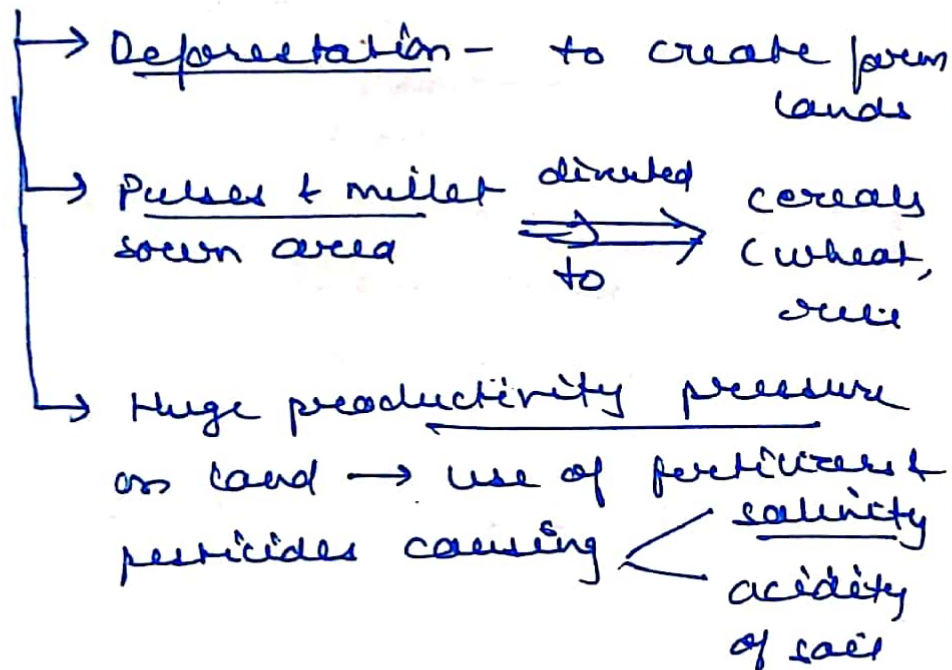 → Deforestation - to create farm
lands
→ Pulses & millet diverted cereals
sown area to (wheat,
rice
→ Huge productivity pressure
on land → use of fertilizers &
pesticides causing salinity
acidity
of soil